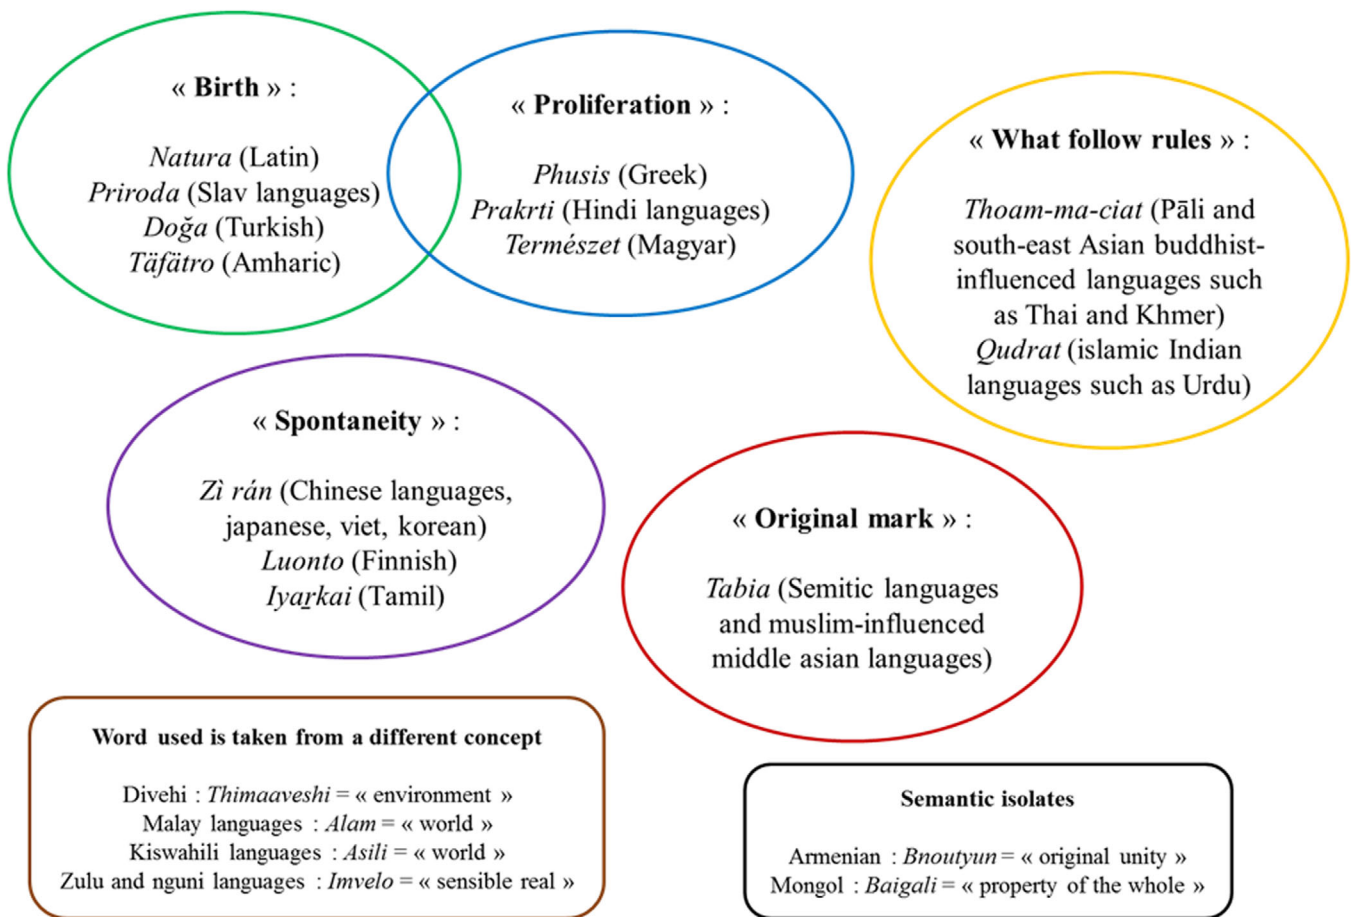 « Birth » :
Natura (Latin)
Priroda (Slav languages)
Doğa (Turkish)
Täfätro (Amharic)
« Proliferation » :
Phusis (Greek)
Prakrti (Hindi languages)
Természet (Magyar)
« What follow rules » :
Thoam-ma-ciat (Pāli and
south-east Asian buddhist-
influenced languages such
as Thai and Khmer)
Qudrat (islamic Indian
languages such as Urdu)
« Spontaneity » :
Zì rán (Chinese languages,
japanese, viet, korean)
Luonto (Finnish)
Iyaṟkai (Tamil)
« Original mark » :
Tabia (Semitic languages
and muslim-influenced
middle asian languages)
Word used is taken from a different concept
Divehi : Thimaaveshi = « environment »
Malay languages : Alam = « world »
Kiswahili languages : Asili = « world »
Zulu and nguni languages : Imvelo = « sensible real »
Semantic isolates
Armenian : Bnoutyun = « original unity »
Mongol : Baigali = « property of the whole »